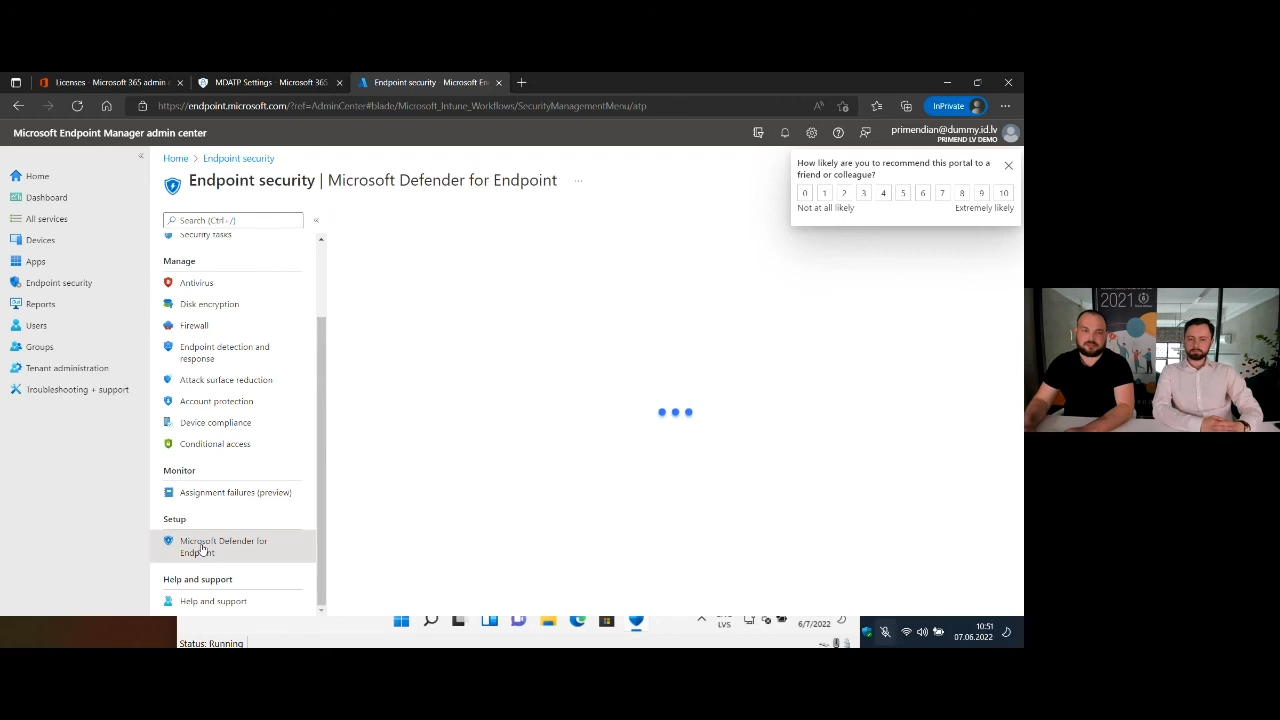 Licenses - Microsoft 365 admin c
MDATP Settings - Microsoft 365
Endpoint security - Microsoft En
https://endpoint.microsoft.com/?ref=AdminCenter#blade/Microsoft_Intune_Workflows/SecurityManagementMenu/atp
InPrivate
Microsoft Endpoint Manager admin center
primendian@dummy.id.lv
PRIMEND LV DEMO
Home
Dashboard
All services
Devices
Apps
Endpoint security
Reports
Users
Groups
Tenant administration
Troubleshooting + support
Home > Endpoint security
Endpoint security | Microsoft Defender for Endpoint
Search (Ctrl+/)
Security tasks
Manage
Antivirus
Disk encryption
Firewall
Endpoint detection and
response
Attack surface reduction
Account protection
Device compliance
Conditional access
Monitor
Assignment failures (preview)
Setup
Microsoft Defender for
Endpoint
Help and support
Help and support
How likely are you to recommend this portal to a
friend or colleague?
0 1 2 3 4 5 6 7 8 9 10
Not at all likely Extremely likely
2021
LVS
6/7/2022
Status: Running
10:51
07.06.2022